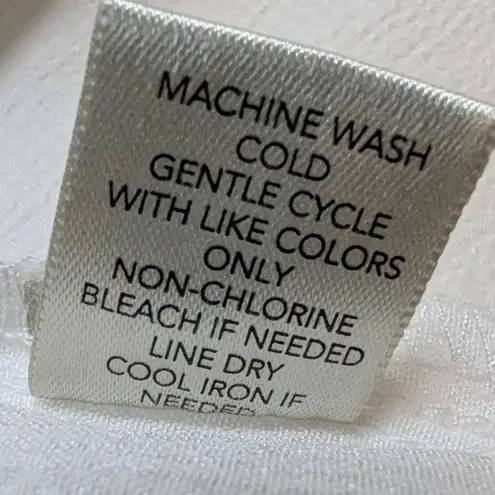 MACHINE WASH
COLD
GENTLE CYCLE
WITH LIKE COLORS
ONLY
NON-CHLORINE
BLEACH IF NEEDED
LINE DRY
COOL IRON IF
NEEDED